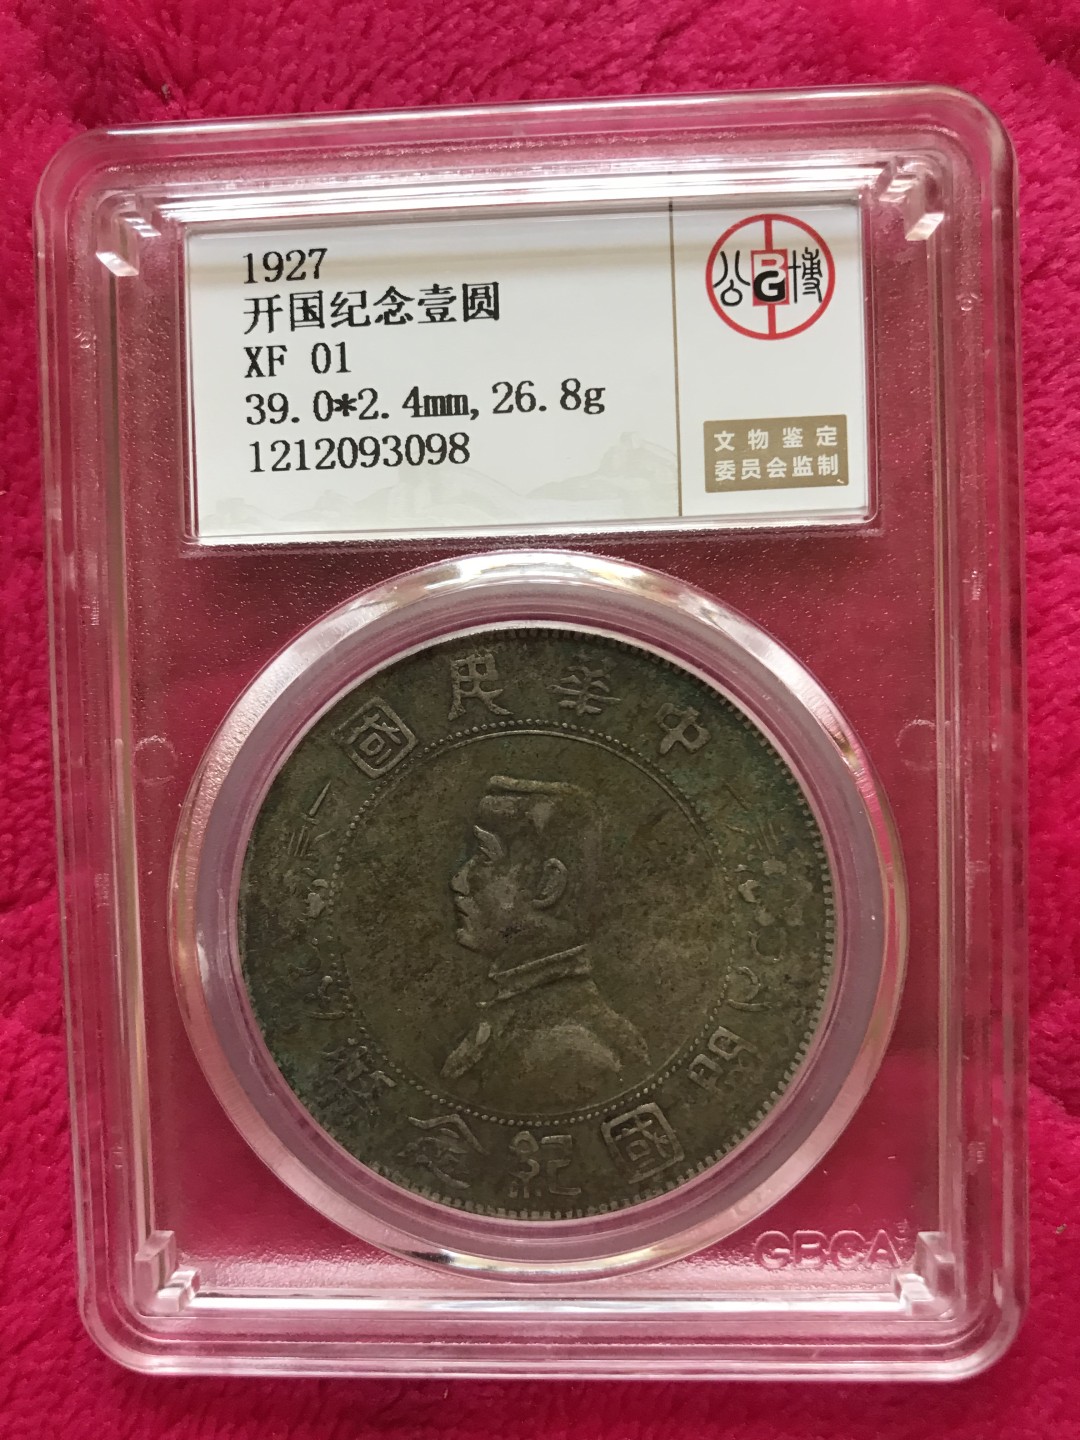 1927
开国纪念壹圆
XF 01
39.0*2.4mm,26.8g
1212093098
公博
BG
文物鉴定
委员会监制
中華民國
開國紀念幣
GBCA